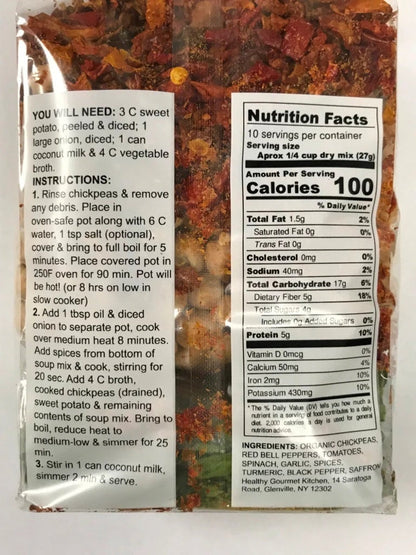 YOU WILL NEED: 3 C sweet
potato, peeled & diced; 1
large onion, diced; 1 can
coconut milk & 4 C vegetable
broth.
INSTRUCTIONS:
1. Rinse chickpeas & remove
any debris. Place in
oven-safe pot along with 6 C
water, 1 tsp salt (optional),
cover & bring to full boil for 5
minutes. Place covered pot in
250F oven for 90 min. Pot will
be hot! (or 8 hrs on low in
slow cooker)
2. Add 1 tbsp oil & diced
onion to separate pot, cook
over medium heat 8 minutes.
Add spices from bottom of
soup mix & cook, stirring for
20 sec. Add 4 C broth,
cooked chickpeas (drained),
sweet potato & remaining
contents of soup mix. Bring to
boil, reduce heat to
medium-low & simmer for 25
min.
3. Stir in 1 can coconut milk,
simmer 2 min & serve.
Nutrition Facts
10 servings per container
Serving size
Aprox 1/4 cup dry mix (27g)
Amount Per Serving
Calories 100
% Daily Value*
Total Fat 1.5g 2%
Saturated Fat 0g 0%
Trans Fat 0g
Cholesterol 0mg 0%
Sodium 40mg 2%
Total Carbohydrate 17g 6%
Dietary Fiber 5g 18%
Total Sugars 4g
Includes 0g Added Sugars 0%
Protein 5g 10%
Vitamin D 0mcg 0%
Calcium 50mg 4%
Iron 2mg 10%
Potassium 430mg 10%
*The % Daily Value (DV) tells you how much a
nutrient in a serving of food contributes to a daily
diet. 2,000 calories a day is used for general
nutrition advice.
INGREDIENTS: ORGANIC CHICKPEAS,
RED BELL PEPPERS, TOMATOES,
SPINACH, GARLIC, SPICES,
TURMERIC, BLACK PEPPER, SAFFRON
Healthy Gourmet Kitchen, 14 Saratoga
Road, Glenville, NY 12302